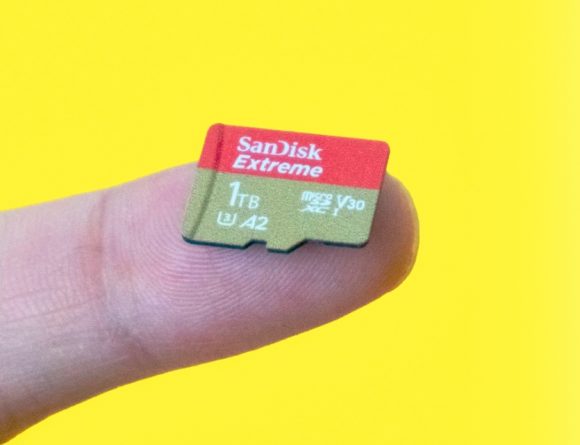 SanDisk
Extreme
1TB
micro SD XC I V30
U3 A2